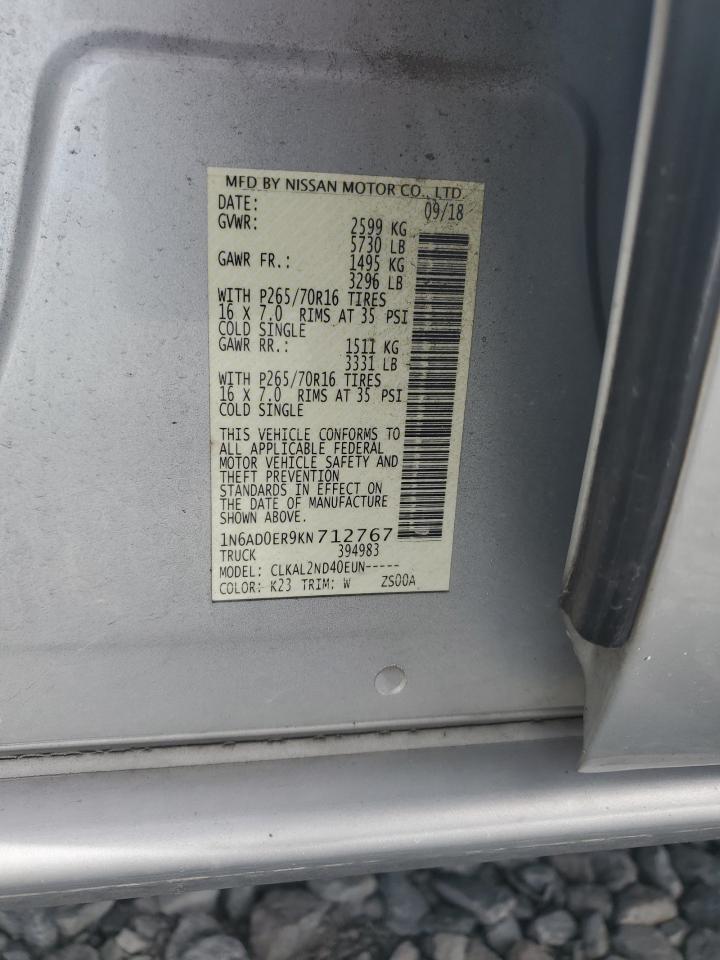 MFD BY NISSAN MOTOR CO., LTD.
DATE: 09/18
GVWR: 2599 KG
5730 LB
GAWR FR.: 1495 KG
3296 LB
WITH P265/70R16 TIRES
16 X 7.0 RIMS AT 35 PSI
COLD SINGLE
GAWR RR.: 1511 KG
3331 LB
WITH P265/70R16 TIRES
16 X 7.0 RIMS AT 35 PSI
COLD SINGLE
THIS VEHICLE CONFORMS TO
ALL APPLICABLE FEDERAL
MOTOR VEHICLE SAFETY AND
THEFT PREVENTION
STANDARDS IN EFFECT ON
THE DATE OF MANUFACTURE
SHOWN ABOVE.
1N6AD0ER9KN712767
TRUCK 394983
MODEL: CLKAL2ND40EUN-----
COLOR: K23 TRIM: W ZS00A